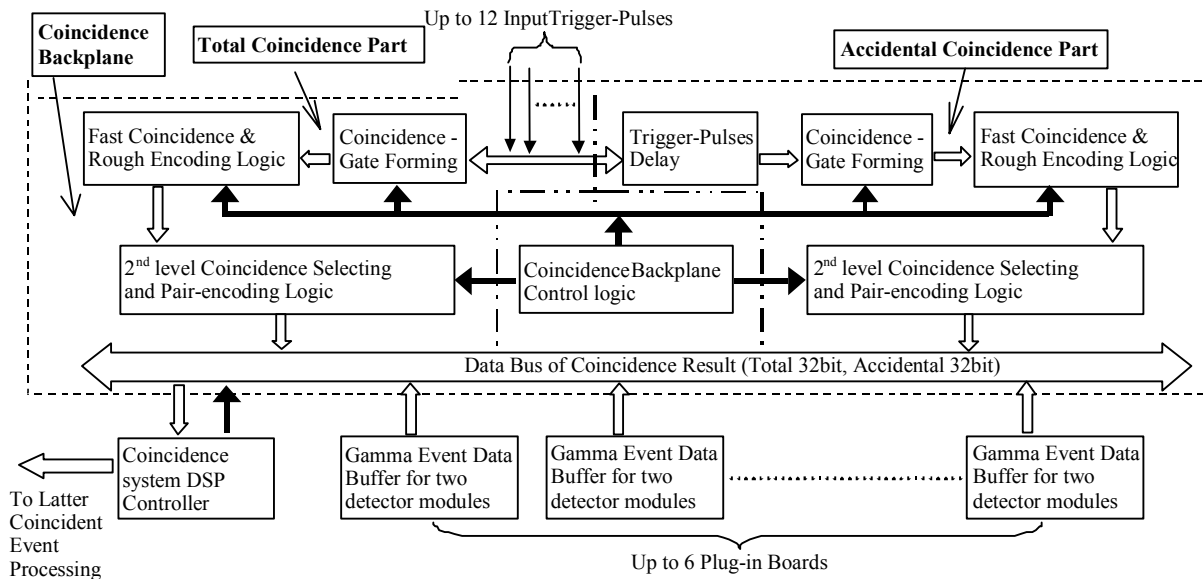 Up to 12 InputTrigger-Pulses
Coincidence
Backplane
Total Coincidence Part
Accidental Coincidence Part
Fast Coincidence &
Rough Encoding Logic
Coincidence -
Gate Forming
Trigger-Pulses
Delay
Coincidence -
Gate Forming
Fast Coincidence &
Rough Encoding Logic
2nd level Coincidence Selecting
and Pair-encoding Logic
CoincidenceBackplane
Control logic
2nd level Coincidence Selecting
and Pair-encoding Logic
Data Bus of Coincidence Result (Total 32bit, Accidental 32bit)
Coincidence
system DSP
Controller
Gamma Event Data
Buffer for two
detector modules
Gamma Event Data
Buffer for two
detector modules
Gamma Event Data
Buffer for two
detector modules
To Latter
Coincident
Event
Processing
Up to 6 Plug-in Boards